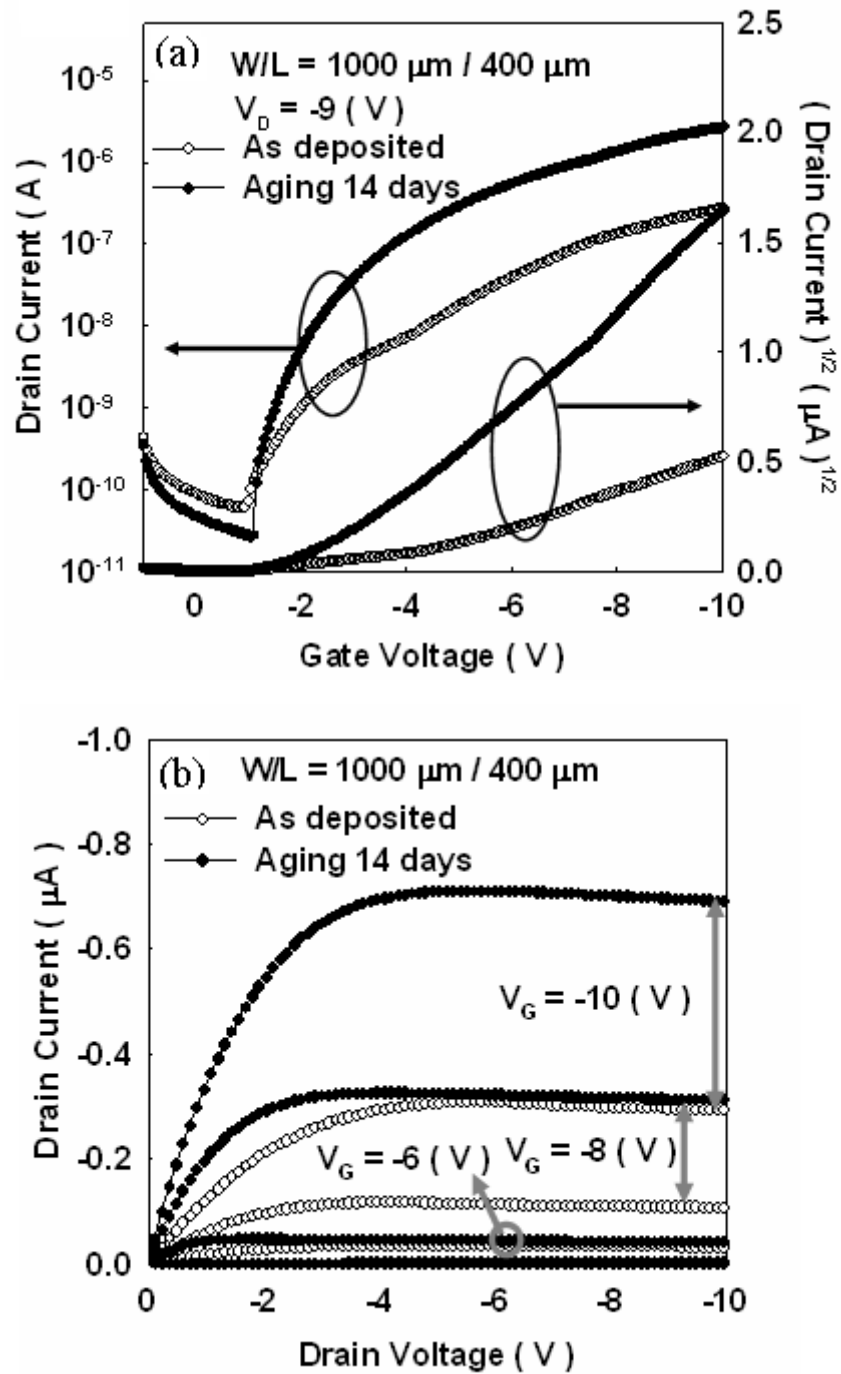 (a)
W/L = 1000 μm / 400 μm
V_D = -9 ( V )
As deposited
Aging 14 days
Drain Current ( A )
10^-5
10^-6
10^-7
10^-8
10^-9
10^-10
10^-11
2.5
2.0
1.5
1.0
0.5
0.0
( Drain Current )^1/2 ( μA )^1/2
0 -2 -4 -6 -8 -10
Gate Voltage ( V )
(b)
W/L = 1000 μm / 400 μm
As deposited
Aging 14 days
Drain Current ( μA )
-1.0
-0.8
-0.6
-0.4
-0.2
0.0
V_G = -10 ( V )
V_G = -6 ( V ) V_G = -8 ( V )
0 -2 -4 -6 -8 -10
Drain Voltage ( V )